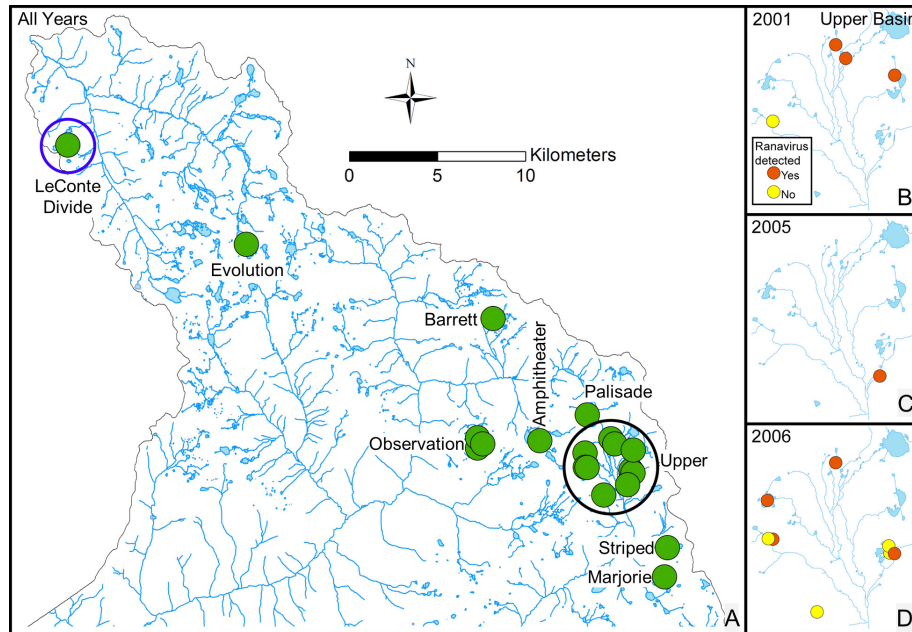 All Years
N
Kilometers
0 5 10
LeConte
Divide
Evolution
Barrett
Amphitheater
Palisade
Observation
Upper
Striped
Marjorie
A
2001 Upper Basin
Ranavirus
detected
Yes
No
B
2005
C
2006
D